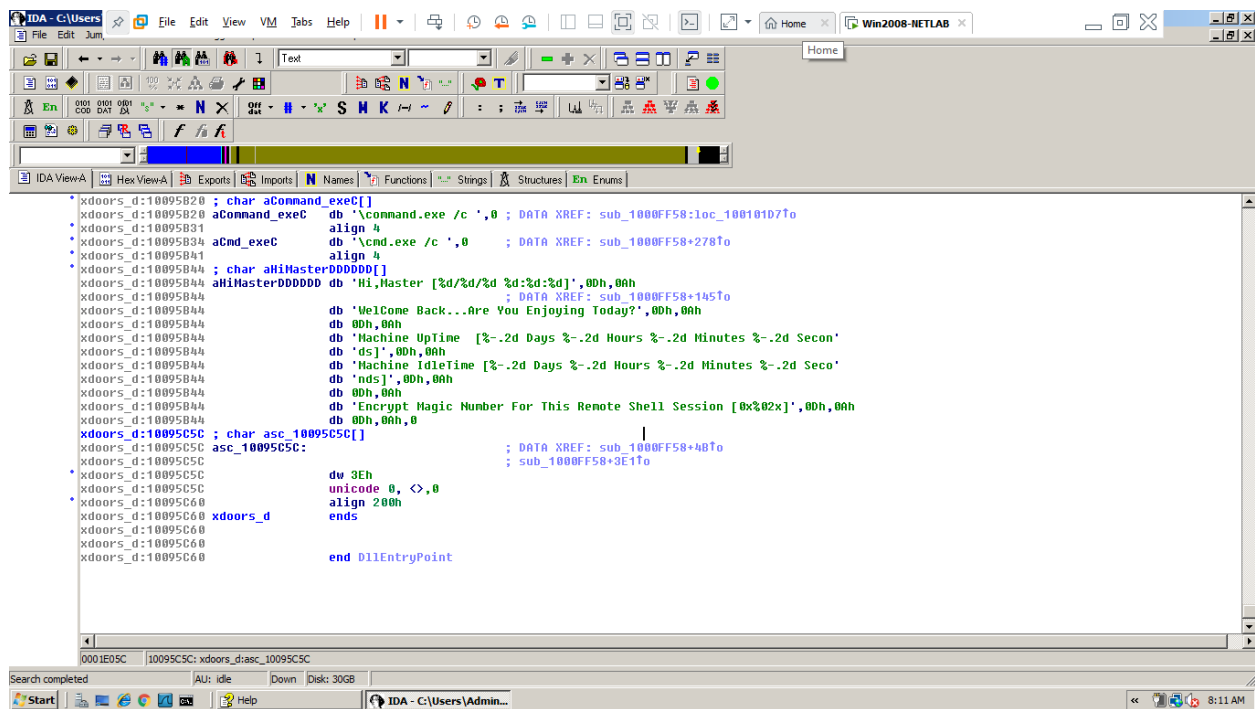 IDA - C:\Users
File Edit View VM Tabs Help
Home
Win2008-NETLAB
File Edit Jum
Home
Text
En
IDA View-A Hex View-A Exports Imports N Names Functions "..." Strings Structures En Enums
xdoors_d:10095B20 ; char aCommand_exeC[]
xdoors_d:10095B20 aCommand_exeC db '\command.exe /c ',0 ; DATA XREF: sub_1000FF58:loc_100101D7↑o
xdoors_d:10095B31 align 4
xdoors_d:10095B34 aCmd_exeC db '\cmd.exe /c ',0 ; DATA XREF: sub_1000FF58+278↑o
xdoors_d:10095B41 align 4
xdoors_d:10095B44 ; char aHiMasterDDDDDD[]
xdoors_d:10095B44 aHiMasterDDDDDD db 'Hi,Master [%d/%d/%d %d:%d:%d]',0Dh,0Ah
xdoors_d:10095B44 ; DATA XREF: sub_1000FF58+145↑o
xdoors_d:10095B44 db 'WelCome Back...Are You Enjoying Today?',0Dh,0Ah
xdoors_d:10095B44 db 0Dh,0Ah
xdoors_d:10095B44 db 'Machine UpTime [%-.2d Days %-.2d Hours %-.2d Minutes %-.2d Secon'
xdoors_d:10095B44 db 'ds]',0Dh,0Ah
xdoors_d:10095B44 db 'Machine IdleTime [%-.2d Days %-.2d Hours %-.2d Minutes %-.2d Seco'
xdoors_d:10095B44 db 'nds]',0Dh,0Ah
xdoors_d:10095B44 db 0Dh,0Ah
xdoors_d:10095B44 db 'Encrypt Magic Number For This Remote Shell Session [0x%02x]',0Dh,0Ah
xdoors_d:10095B44 db 0Dh,0Ah,0
xdoors_d:10095C5C ; char asc_10095C5C[]
xdoors_d:10095C5C asc_10095C5C: ; DATA XREF: sub_1000FF58+4B↑o
xdoors_d:10095C5C ; sub_1000FF58+3E1↑o
xdoors_d:10095C5C dw 3Eh
xdoors_d:10095C5C unicode 0, <>,0
xdoors_d:10095C60 align 200h
xdoors_d:10095C60 xdoors_d ends
xdoors_d:10095C60
xdoors_d:10095C60
xdoors_d:10095C60 end DllEntryPoint
0001E05C 10095C5C: xdoors_d:asc_10095C5C
Search completed AU: idle Down Disk: 30GB
Start Help IDA - C:\Users\Admin... « 8:11 AM